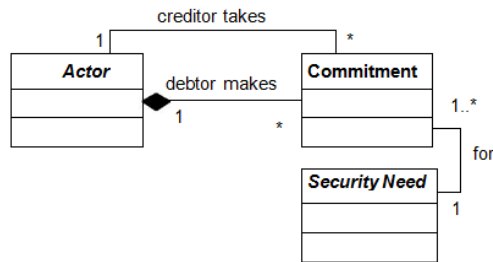 creditor takes
1
*
Actor
Commitment
debtor makes
1
*
1..*
for
Security Need
1